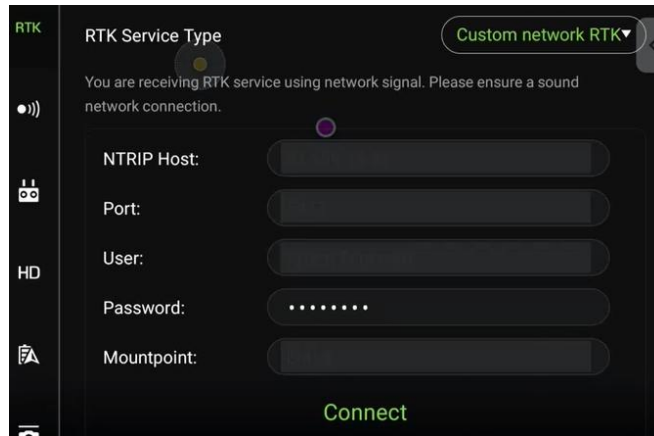 RTK
RTK Service Type
Custom network RTK▼
You are receiving RTK service using network signal. Please ensure a sound
network connection.
NTRIP Host:
Port:
User:
HD
Password: ••••••••
Mountpoint:
Connect